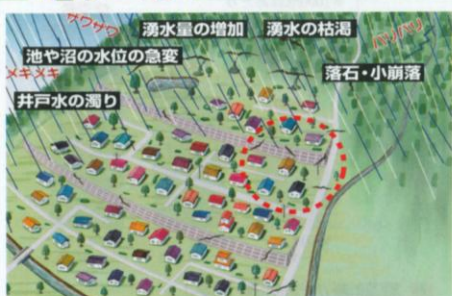 ザワザワ
湧水量の増加
湧水の枯渇
バリバリ
池や沼の水位の急変
メキメキ
落石・小崩落
井戸水の濁り